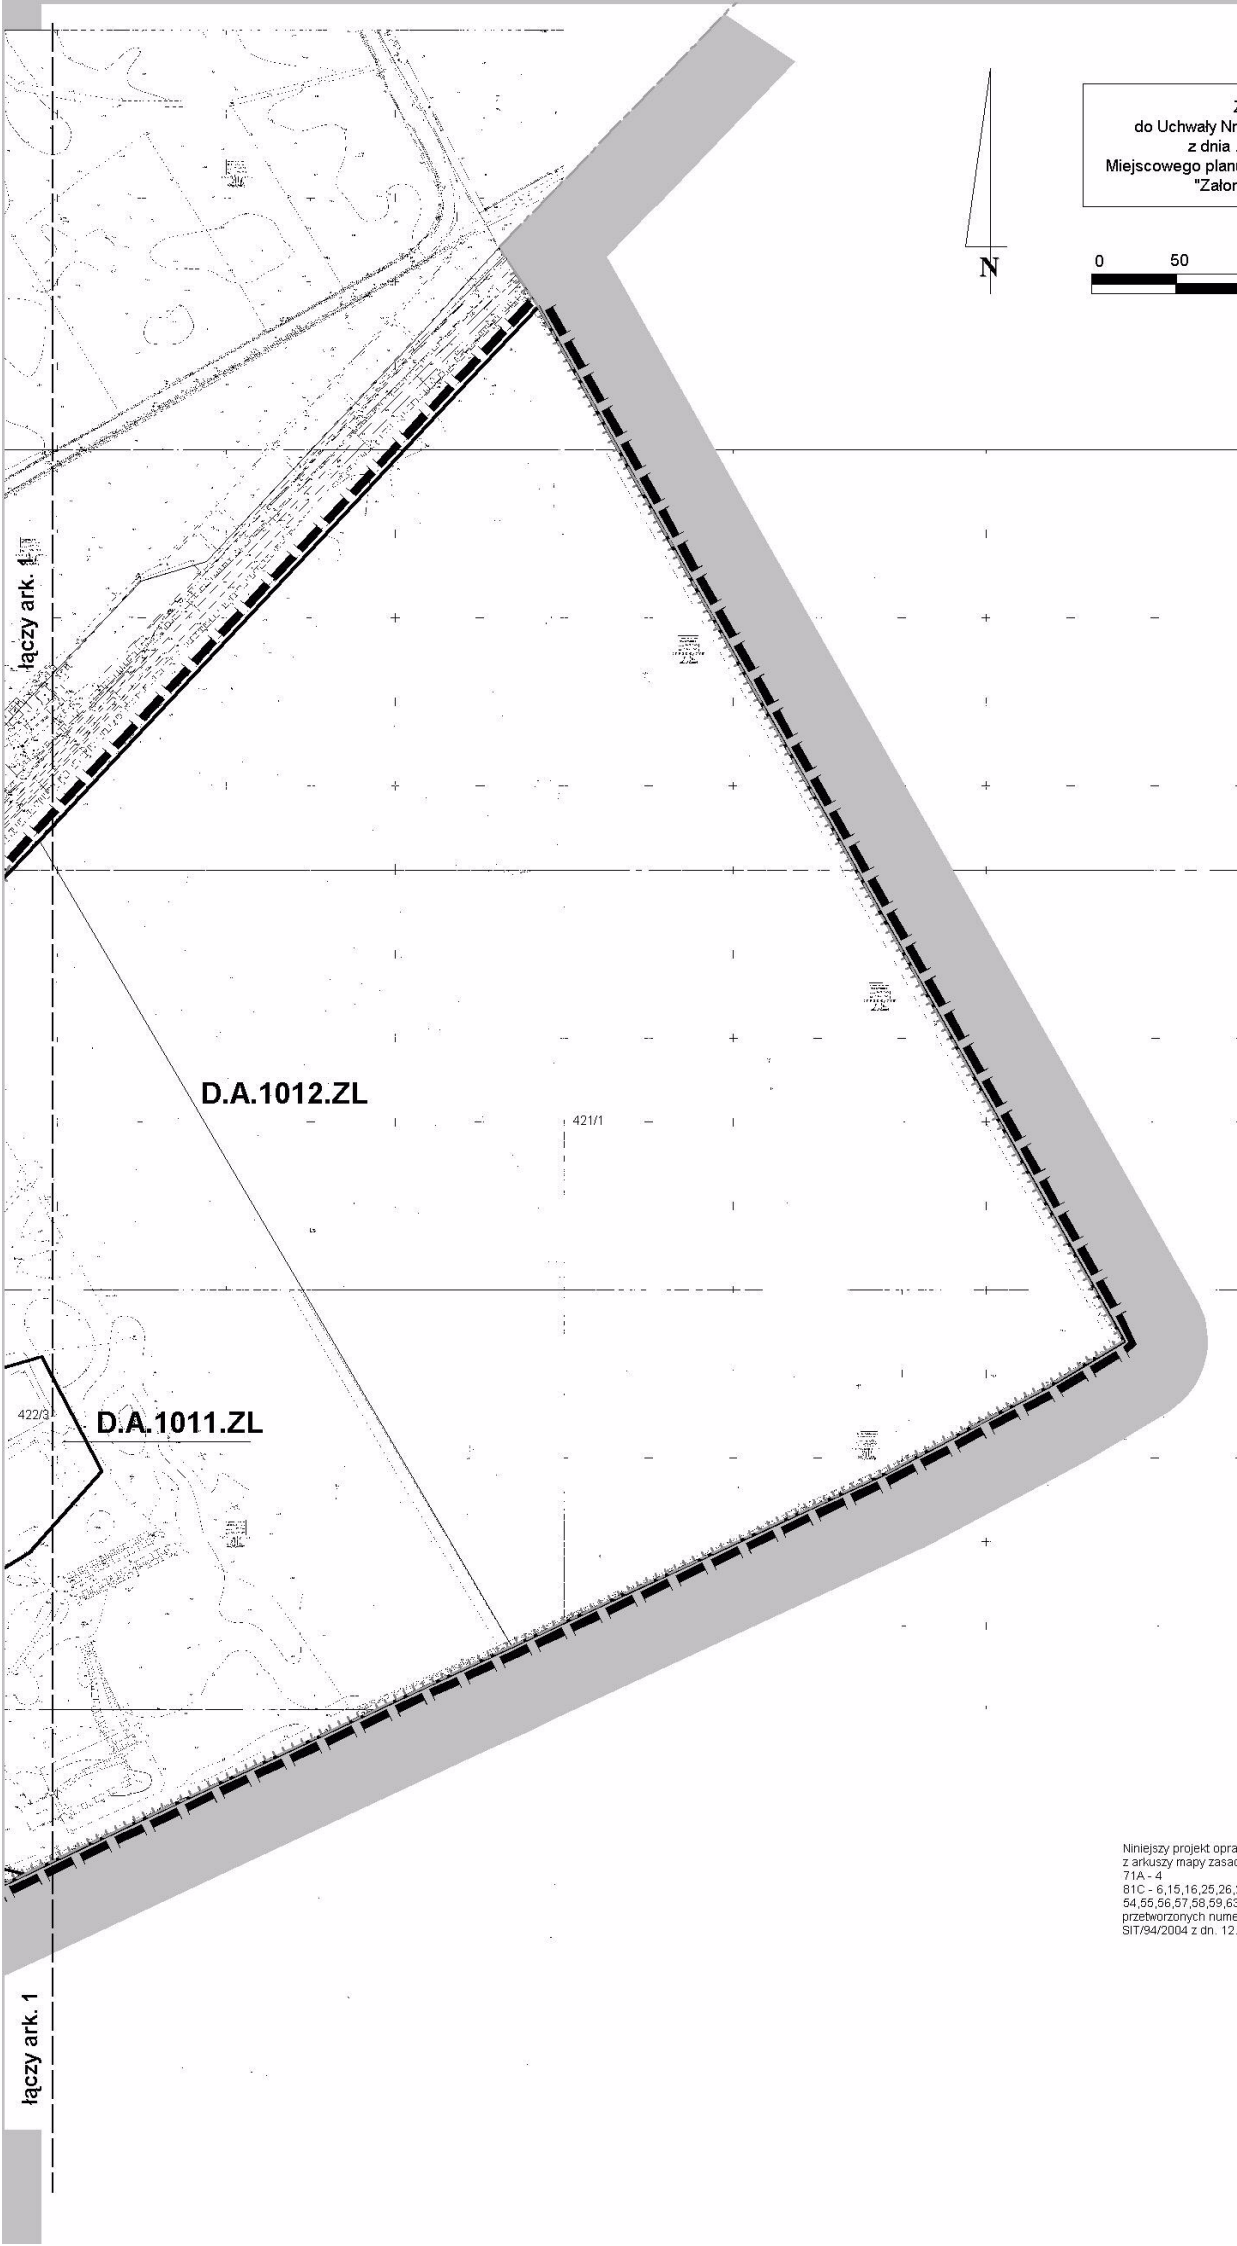 do Uchwały Nr
z dnia
Miejscowego planu
"Załor
N
0 50
łączy ark. 1
D.A.1012.ZL
421/1
Ls
422/3
D.A.1011.ZL
Niniejszy projekt opra
z arkuszy mapy zasad
71A - 4
81C - 6,15,16,25,26,
54,55,56,57,58,59,63
przetworzonych nume
SIT/94/2004 z dn. 12.
łączy ark. 1